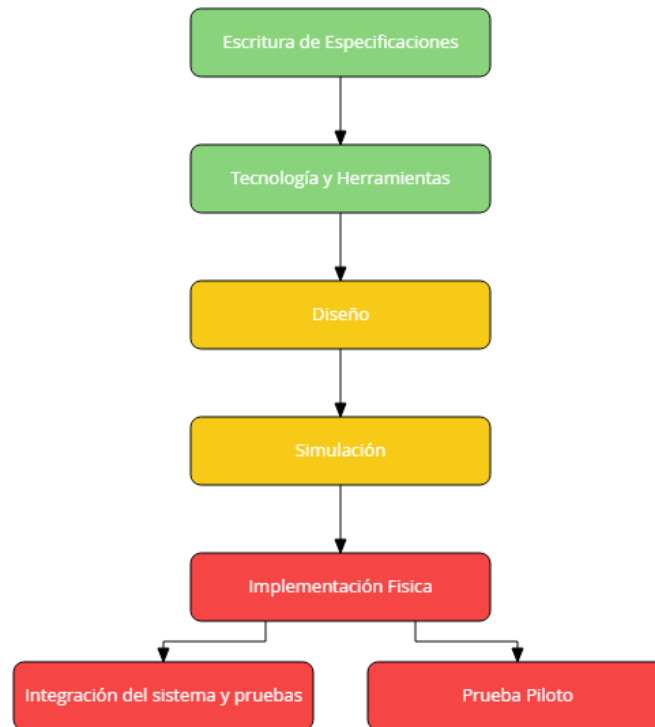 Escritura de Especificaciones
Tecnología y Herramientas
Diseño
Simulación
Implementación Fisica
Integración del sistema y pruebas
Prueba Piloto